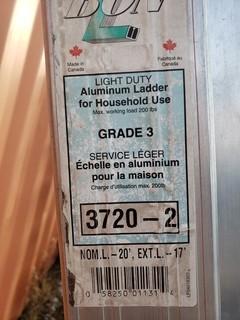 Made in
Canada
Fabriqué au
Canada
LIGHT DUTY
Aluminum Ladder
for Household Use
Max. working load 200 lbs
GRADE 3
SERVICE LÉGER
Échelle en aluminium
pour la maison
Charge d'utilisation max. 200lb
3720-2
NOM.L.-20', EXT.L.--17'
0 58250 01131 4